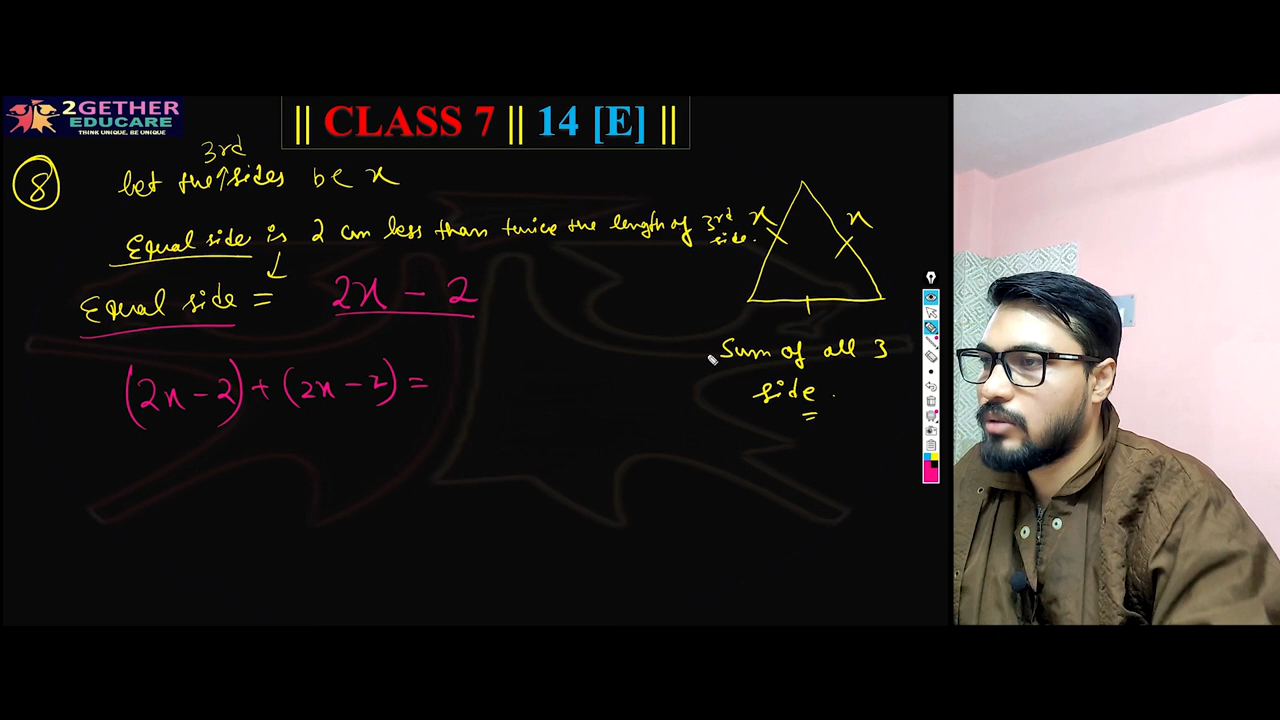 2GETHER
EDUCARE
THINK UNIQUE, BE UNIQUE
|| CLASS 7 || 14 [E] ||
8
3rd
let the sides be x
Equal side is 2 cm less than twice the length of 3rd side.
Equal side = 2x - 2
(2x - 2) + (2x - 2) =
x
x
Sum of all 3
side.